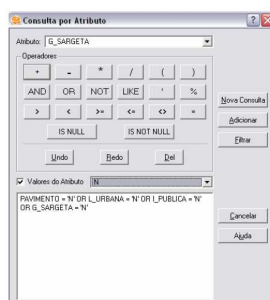 Consulta por Atributo
Atributo: G_SARGETA
Operadores
+ - * / ( )
AND OR NOT LIKE ' %
> < >= <= <> =
IS NULL IS NOT NULL
Undo Redo Del
Valores do Atributo N
PAVIMENTO = 'N' OR L_URBANA = 'N' OR I_PUBLICA = 'N'
OR G_SARGETA = 'N'
Nova Consulta
Adicionar
Filtrar
Cancelar
Ajuda